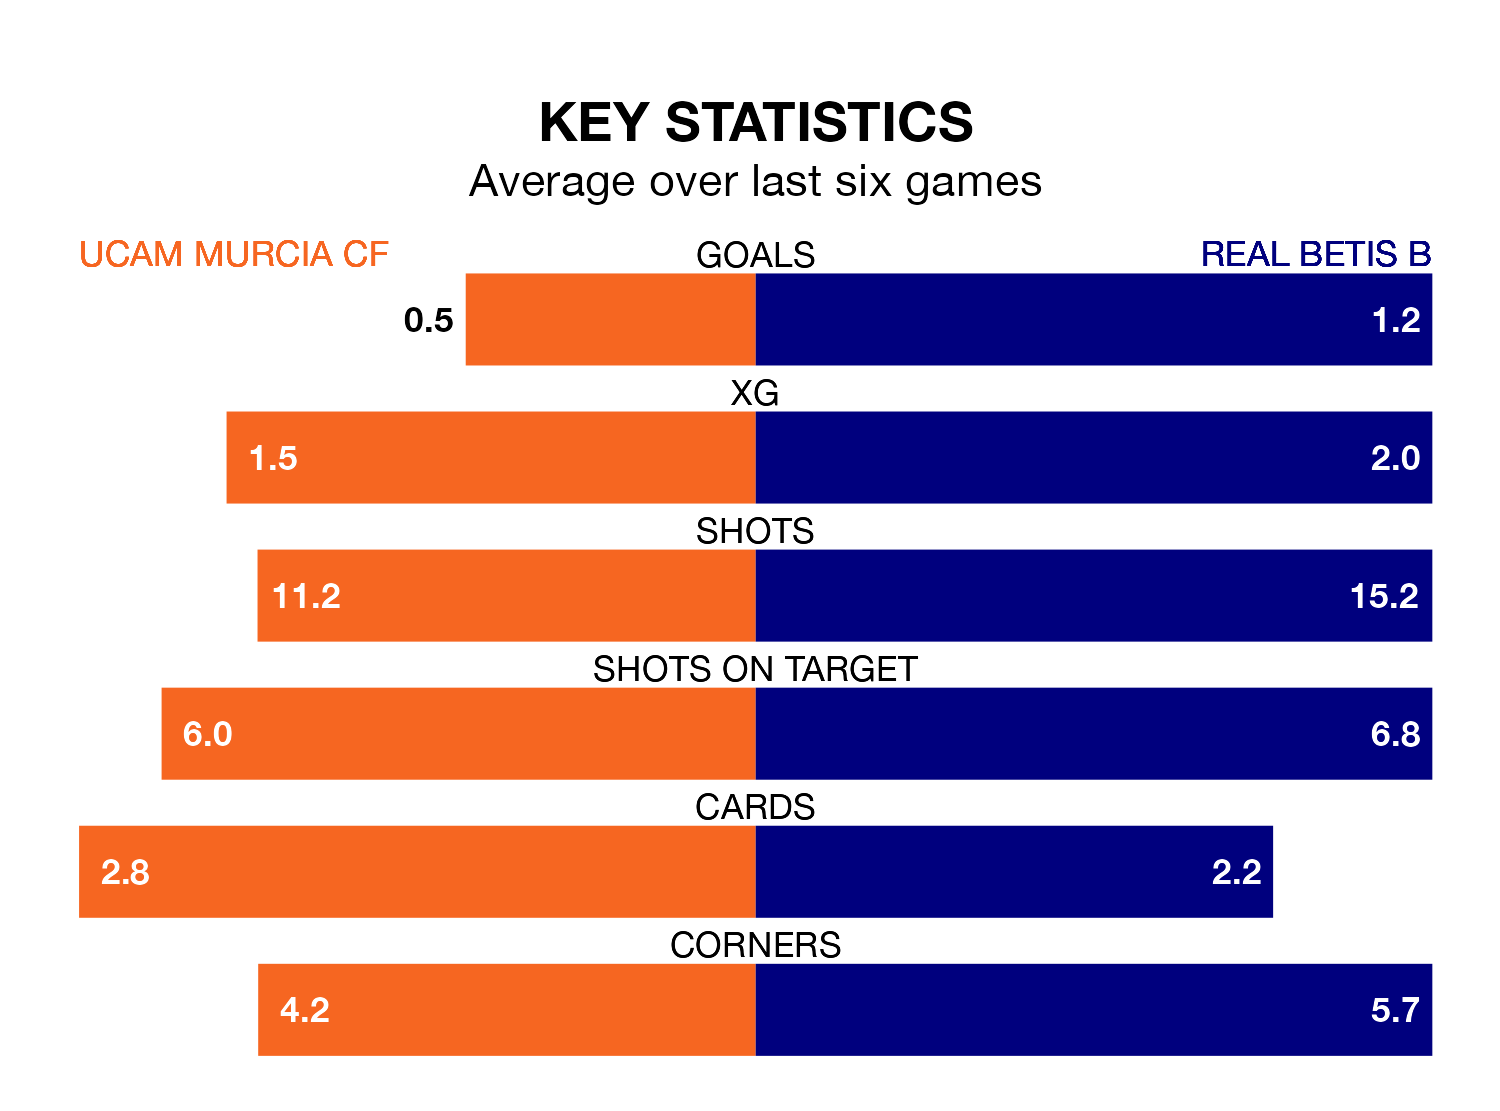 KEY STATISTICS
Average over last six games
UCAM MURCIA CF GOALS REAL BETIS B
0.5 1.2
XG
1.5 2.0
SHOTS
11.2 15.2
SHOTS ON TARGET
6.0 6.8
CARDS
2.8 2.2
CORNERS
4.2 5.7